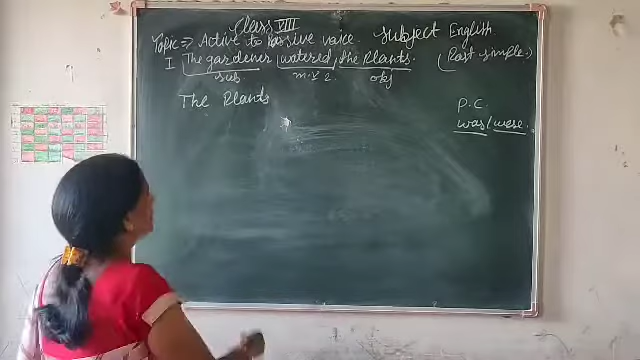 Class VIII
Topic => Active to Passive voice. Subject English
I The gardener watered the Plants. (Past simple.)
sub m.v 2. obj
The Plants
P.C.
was/were.